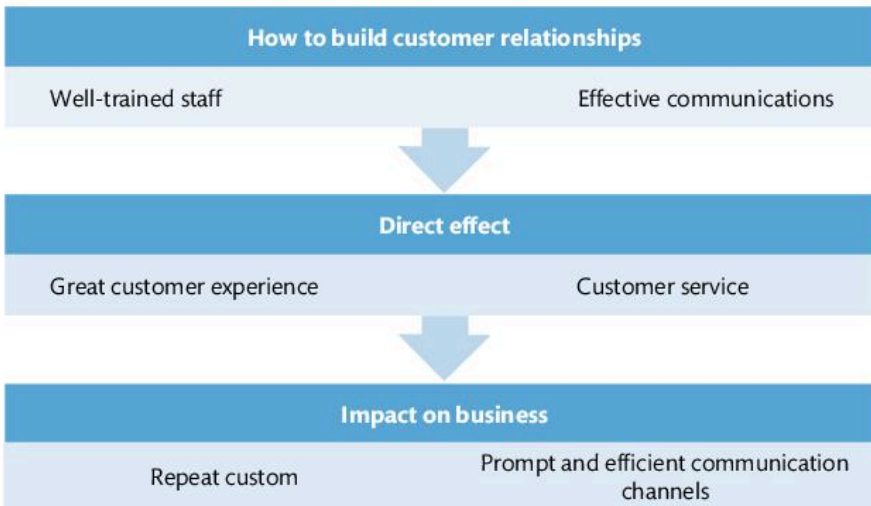 How to build customer relationships
Well-trained staff
Effective communications
Direct effect
Great customer experience
Customer service
Impact on business
Repeat custom
Prompt and efficient communication
channels